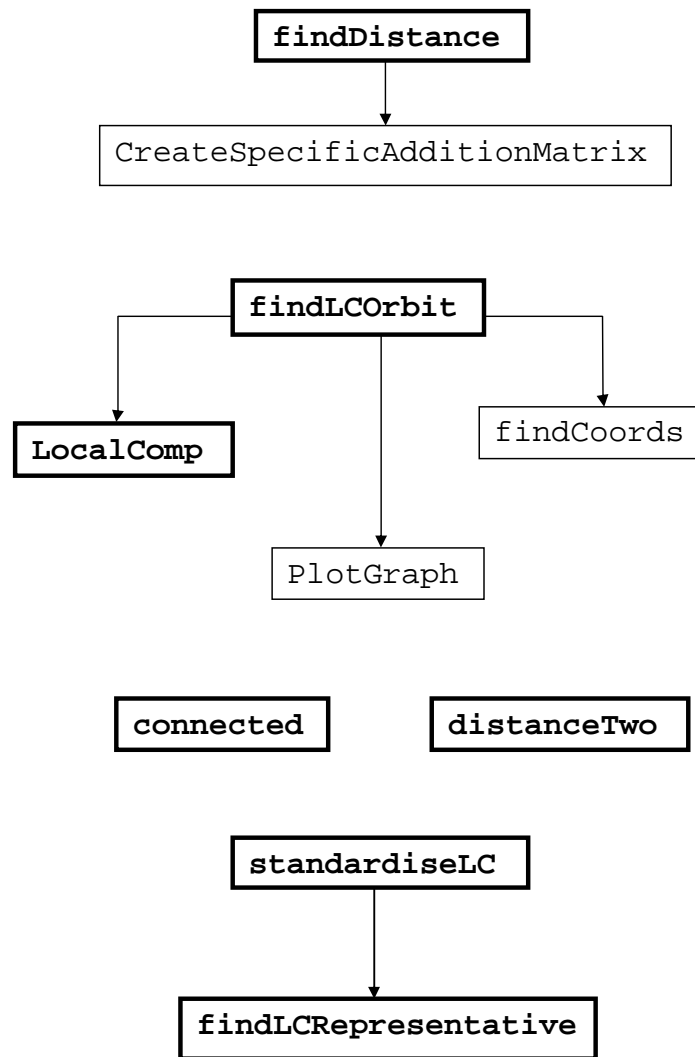 findDistance
CreateSpecificAdditionMatrix
findLCOrbit
LocalComp
findCoords
PlotGraph
connected
distanceTwo
standardiseLC
findLCRepresentative